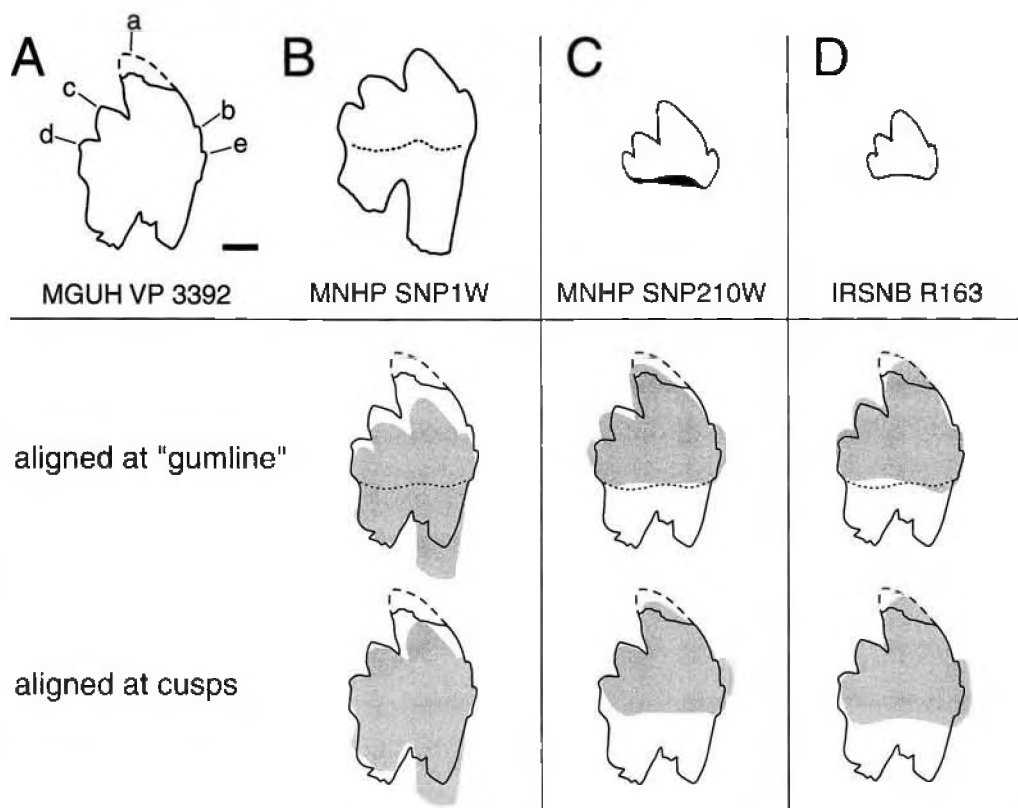 A
B
C
D
a
c
b
d
e
MGUH VP 3392
MNHP SNP1W
MNHP SNP210W
IRSNB R163
aligned at "gumline"
aligned at cusps